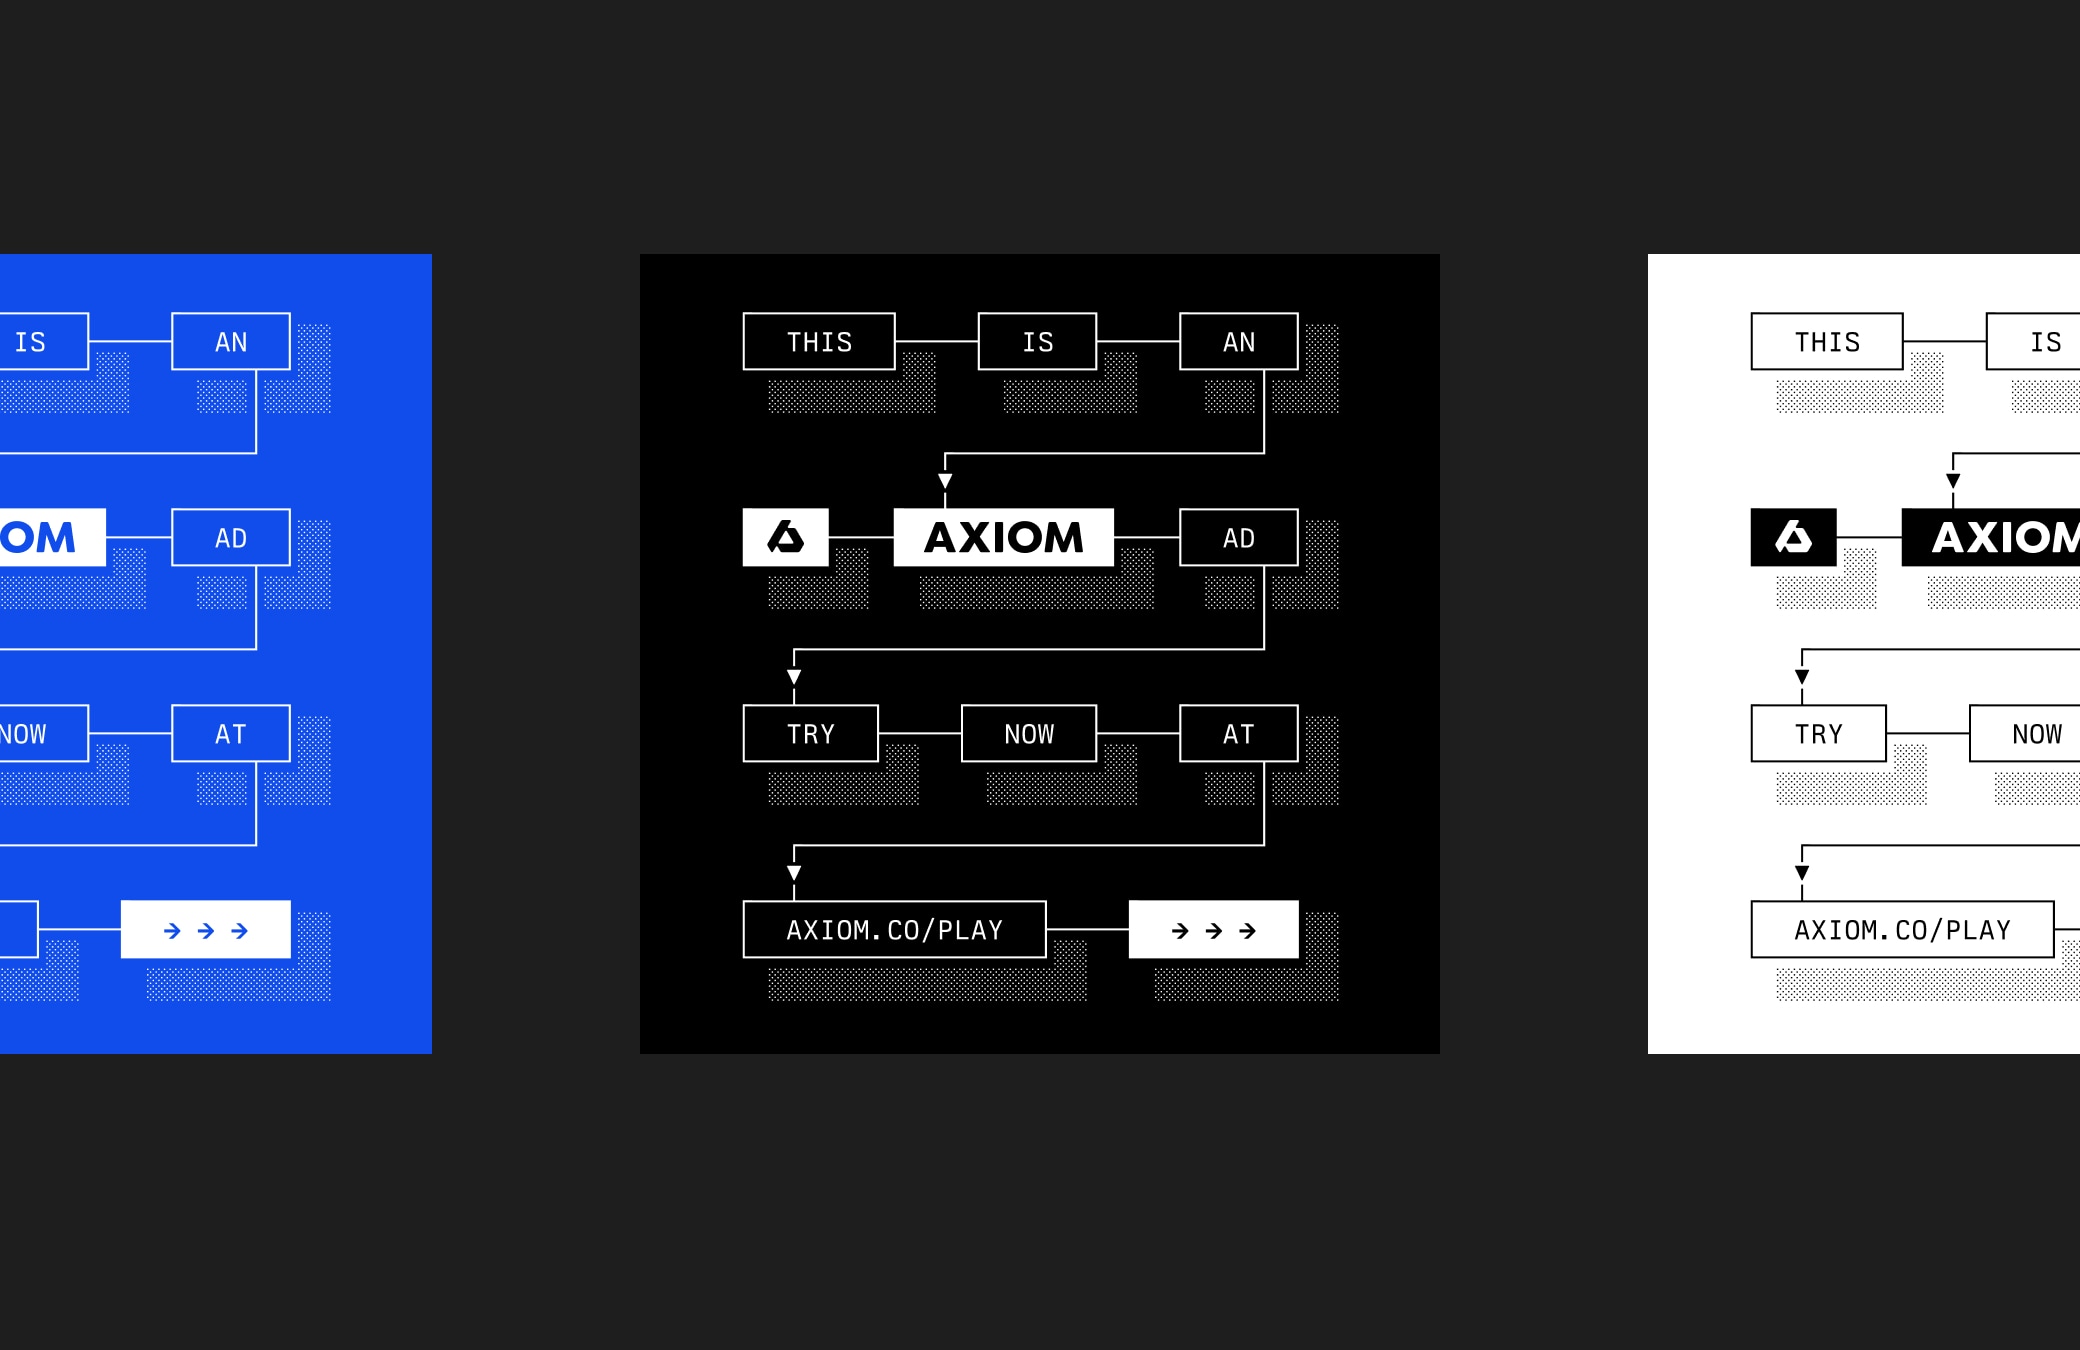 IS AN
OM AD
NOW AT
→ → →
THIS IS AN
AXIOM AD
TRY NOW AT
AXIOM.CO/PLAY → → →
THIS IS
AXIOM
TRY NOW
AXIOM.CO/PLAY